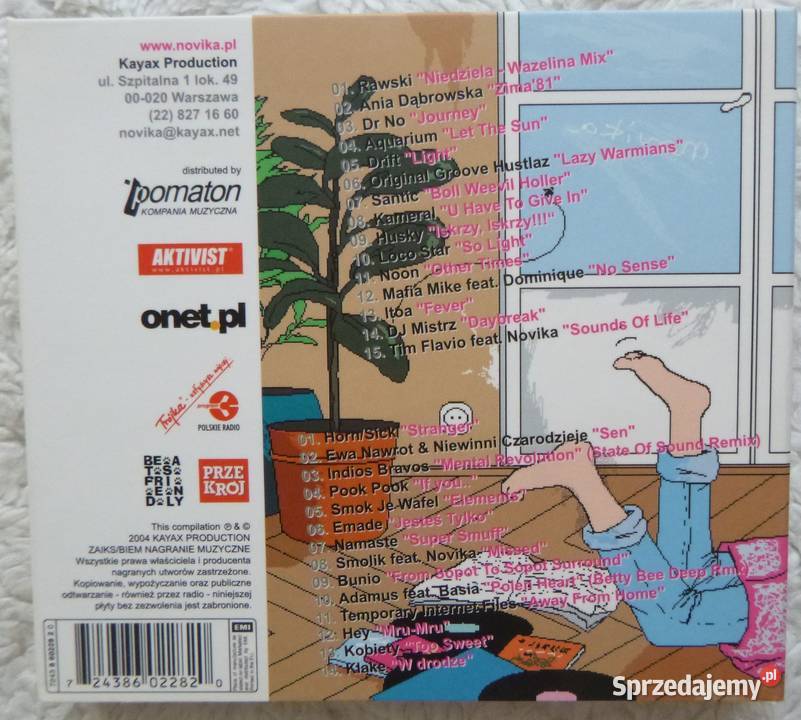 www.novika.pl
Kayax Production
ul. Szpitalna 1 lok. 49
00-020 Warszawa
(22) 827 16 60
novika@kayax.net
distributed by
pomaton
KOMPANIA MUZYCZNA
AKTIVIST
www.aktivist.pl
onet.pl
Trójka
program 3
POLSKIE RADIO
BEATS FRIENDLY
PRZE
KRÓJ
This compilation ℗ & ©
2004 KAYAX PRODUCTION
ZAIKS/BIEM NAGRANIE MUZYCZNE
Wszystkie prawa właściciela i producenta
nagranych utworów zastrzeżone.
Kopiowanie, wypożyczanie oraz publiczne
odtwarzanie - również przez radio - niniejszej
płyty bez zezwolenia jest zabronione.
EMI
7 24386 02282 0
01. Rawski "Niedziela - Wazelina Mix"
02. Ania Dąbrowska "Zima'81"
03. Dr No "Journey"
04. Aquarium "Let The Sun"
05. Drift "Light"
06. Original Groove Hustlaz "Lazy Warmians"
07. Santic "Boll Weevil Holler"
08. Kameral "U Have To Give In"
09. Husky "Iskrzy, Iskrzy!!!"
10. Loco Star "So Light"
11. Noon "Other Times"
12. Mafia Mike feat. Dominique "No Sense"
13. Itoa "Fever"
14. DJ Mistrz "Daybreak"
15. Tim Flavio feat. Novika "Sounds Of Life"
01. Horn/Sick "Stranger"
02. Ewa Nawrot & Niewinni Czarodzieje "Sen"
03. Indios Bravos "Mental Revolution" (State Of Sound Remix)
04. Pook Pook "If you.."
05. Smok Je Wafel "Elements"
06. Emade "Jesteś Tylko"
07. Namaste "Super Smuff"
08. Smolik feat. Novika "Missed"
09. Bunio "From Sopot To Sopot Surround"
10. Adamus feat. Basia "Polep Heart" (Betty Bee Deep Rmx)
11. Temporary Internet Files "Away From Home"
12. Hey "Mru-Mru"
13. Kobiety "Top Sweet"
14. Kłake "W drodze"
Sprzedajemy.pl